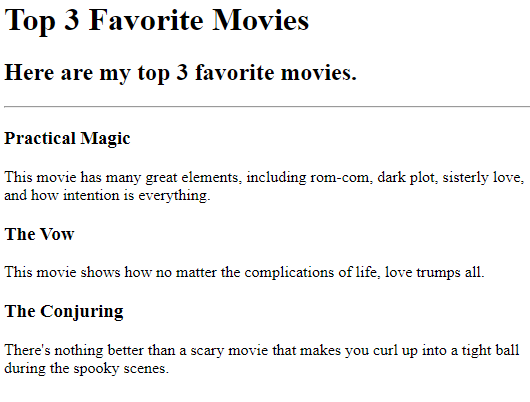 Top 3 Favorite Movies
Here are my top 3 favorite movies.
Practical Magic
This movie has many great elements, including rom-com, dark plot, sisterly love,
and how intention is everything.
The Vow
This movie shows how no matter the complications of life, love trumps all.
The Conjuring
There's nothing better than a scary movie that makes you curl up into a tight ball
during the spooky scenes.